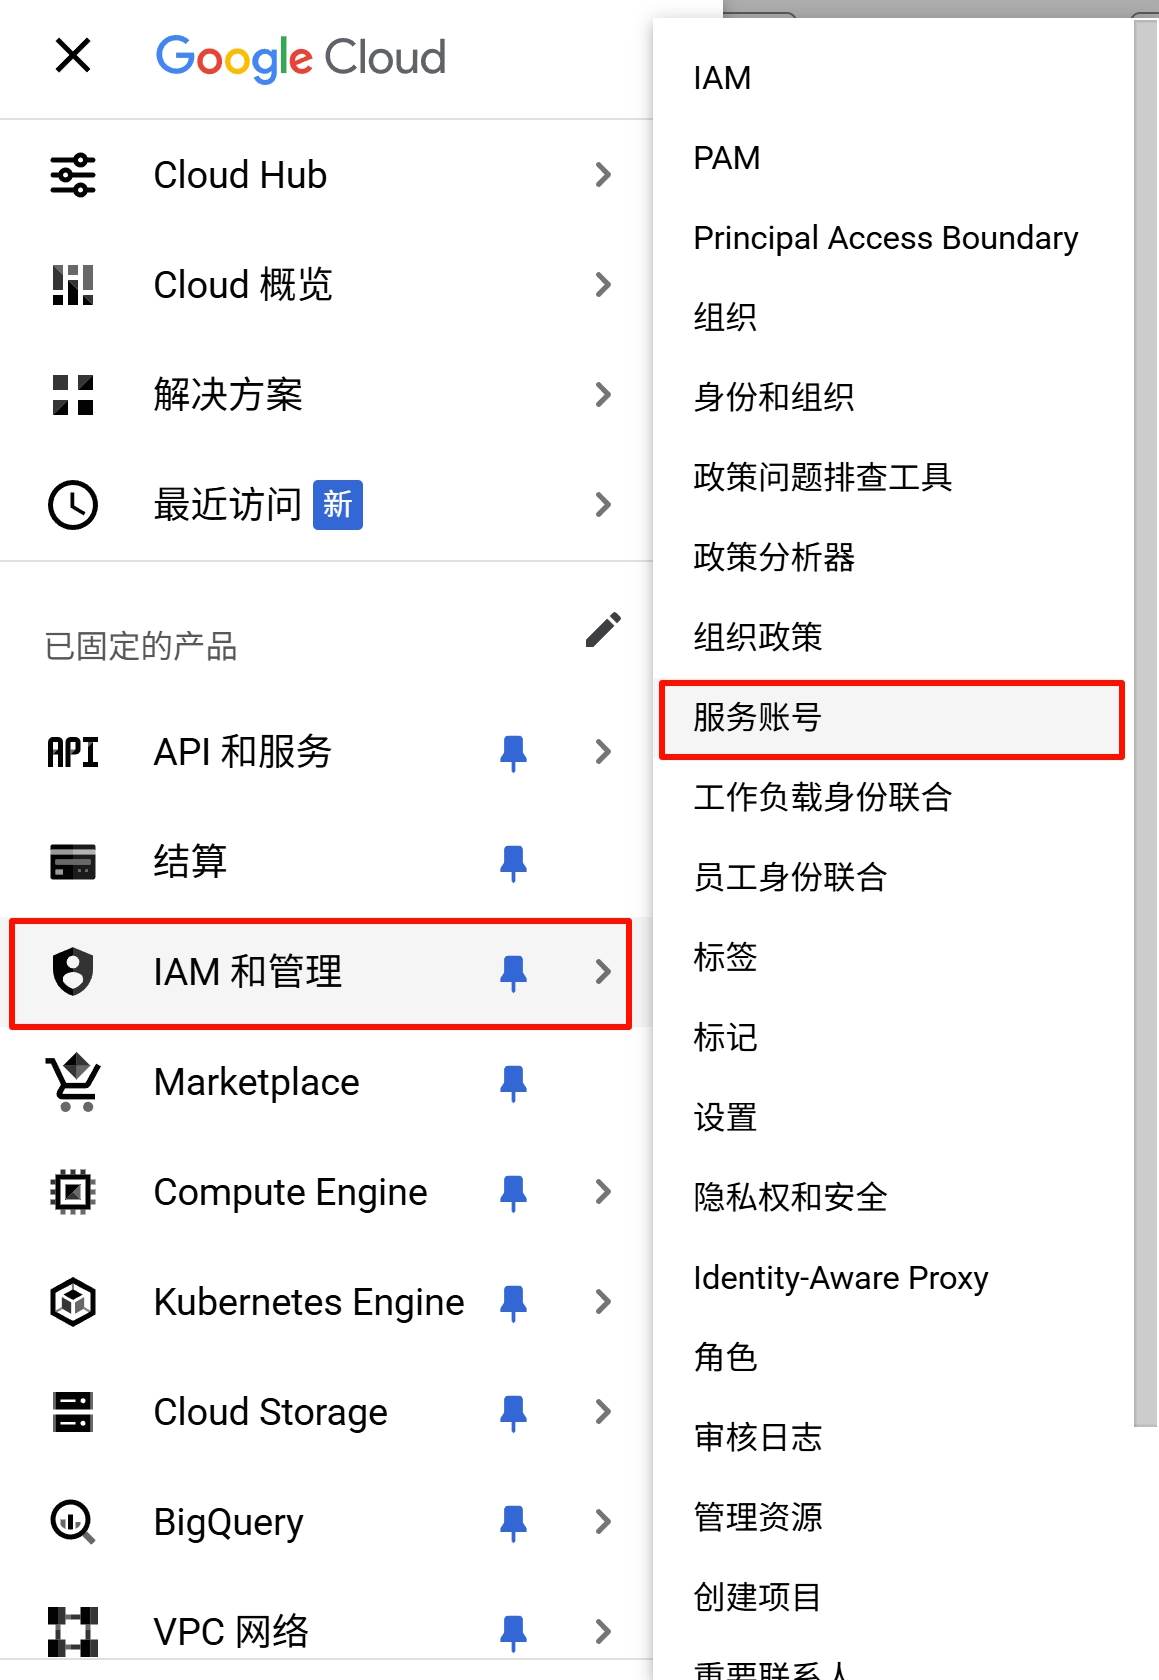 Google Cloud
Cloud Hub
Cloud 概览
解决方案
最近访问 新
已固定的产品
API API 和服务
结算
IAM 和管理
Marketplace
Compute Engine
Kubernetes Engine
Cloud Storage
BigQuery
VPC 网络
IAM
PAM
Principal Access Boundary
组织
身份和组织
政策问题排查工具
政策分析器
组织政策
服务账号
工作负载身份联合
员工身份联合
标签
标记
设置
隐私权和安全
Identity-Aware Proxy
角色
审核日志
管理资源
创建项目
重要联系人